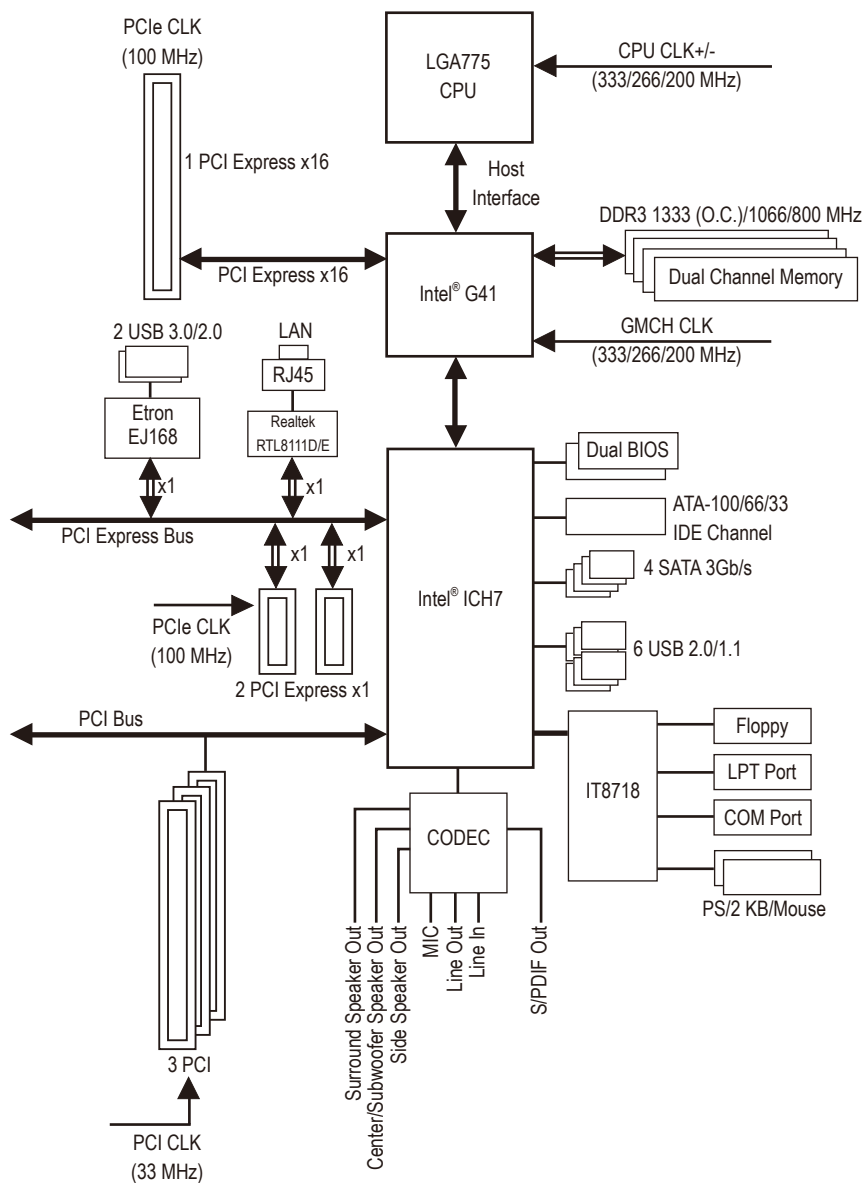 PCIe CLK
(100 MHz)
LGA775
CPU
CPU CLK+/-
(333/266/200 MHz)
1 PCI Express x16
Host
Interface
DDR3 1333 (O.C.)/1066/800 MHz
Dual Channel Memory
PCI Express x16
Intel® G41
GMCH CLK
(333/266/200 MHz)
2 USB 3.0/2.0
LAN
RJ45
Etron
EJ168
Realtek
RTL8111D/E
x1
x1
PCI Express Bus
x1
x1
Dual BIOS
ATA-100/66/33
IDE Channel
4 SATA 3Gb/s
Intel® ICH7
6 USB 2.0/1.1
PCIe CLK
(100 MHz)
2 PCI Express x1
PCI Bus
IT8718
Floppy
LPT Port
COM Port
PS/2 KB/Mouse
CODEC
Surround Speaker Out
Center/Subwoofer Speaker Out
Side Speaker Out
MIC
Line Out
Line In
S/PDIF Out
3 PCI
PCI CLK
(33 MHz)